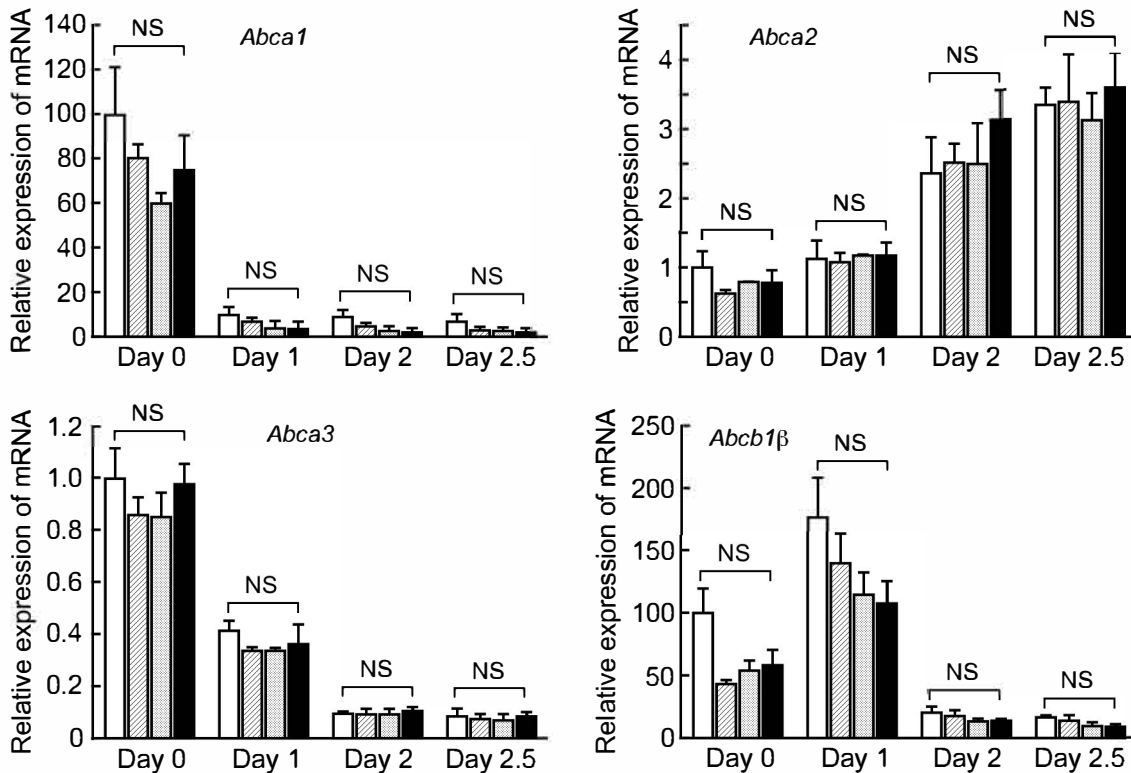 Relative expression of mRNA
Abca1
120
100
80
60
40
20
0
NS
NS
NS
NS
Day 0
Day 1
Day 2
Day 2.5
Relative expression of mRNA
Abca2
4
3
2
1
0
NS
NS
NS
NS
Day 0
Day 1
Day 2
Day 2.5
Relative expression of mRNA
Abca3
1.2
1.0
0.8
0.6
0.4
0.2
0
NS
NS
NS
NS
Day 0
Day 1
Day 2
Day 2.5
Relative expression of mRNA
Abcb1β
250
200
150
100
50
0
NS
NS
NS
NS
Day 0
Day 1
Day 2
Day 2.5